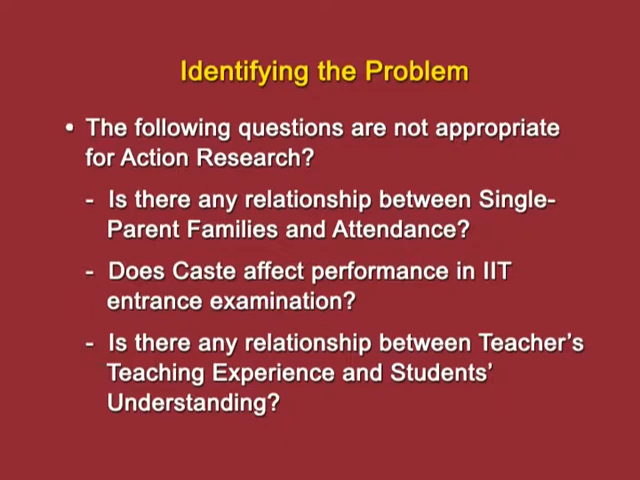 Identifying the Problem
• The following questions are not appropriate
for Action Research?
- Is there any relationship between Single-
Parent Families and Attendance?
- Does Caste affect performance in IIT
entrance examination?
- Is there any relationship between Teacher's
Teaching Experience and Students'
Understanding?